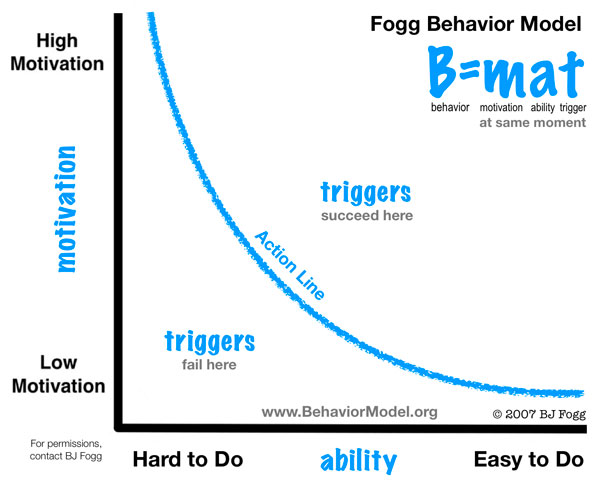 Fogg Behavior Model
B=mat
behavior motivation ability trigger
at same moment
High
Motivation
motivation
triggers
succeed here
Action Line
triggers
fail here
Low
Motivation
www.BehaviorModel.org
© 2007 BJ Fogg
For permissions,
contact BJ Fogg
Hard to Do
ability
Easy to Do